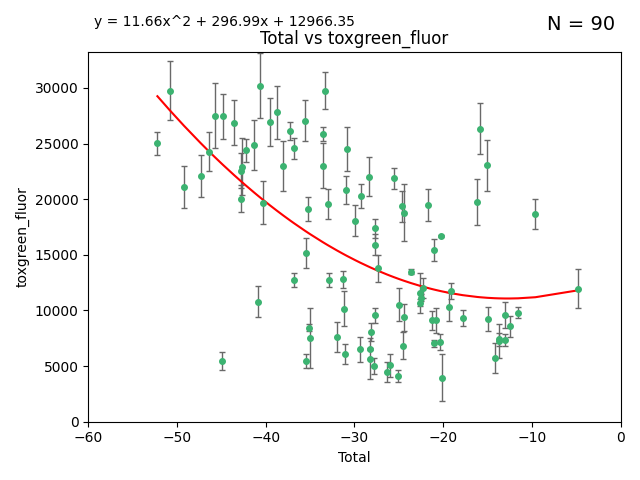 y = 11.66x^2 + 296.99x + 12966.35
N = 90
Total vs toxgreen_fluor
toxgreen_fluor
30000
25000
20000
15000
10000
5000
0
−60
−50
−40
−30
−20
−10
0
Total